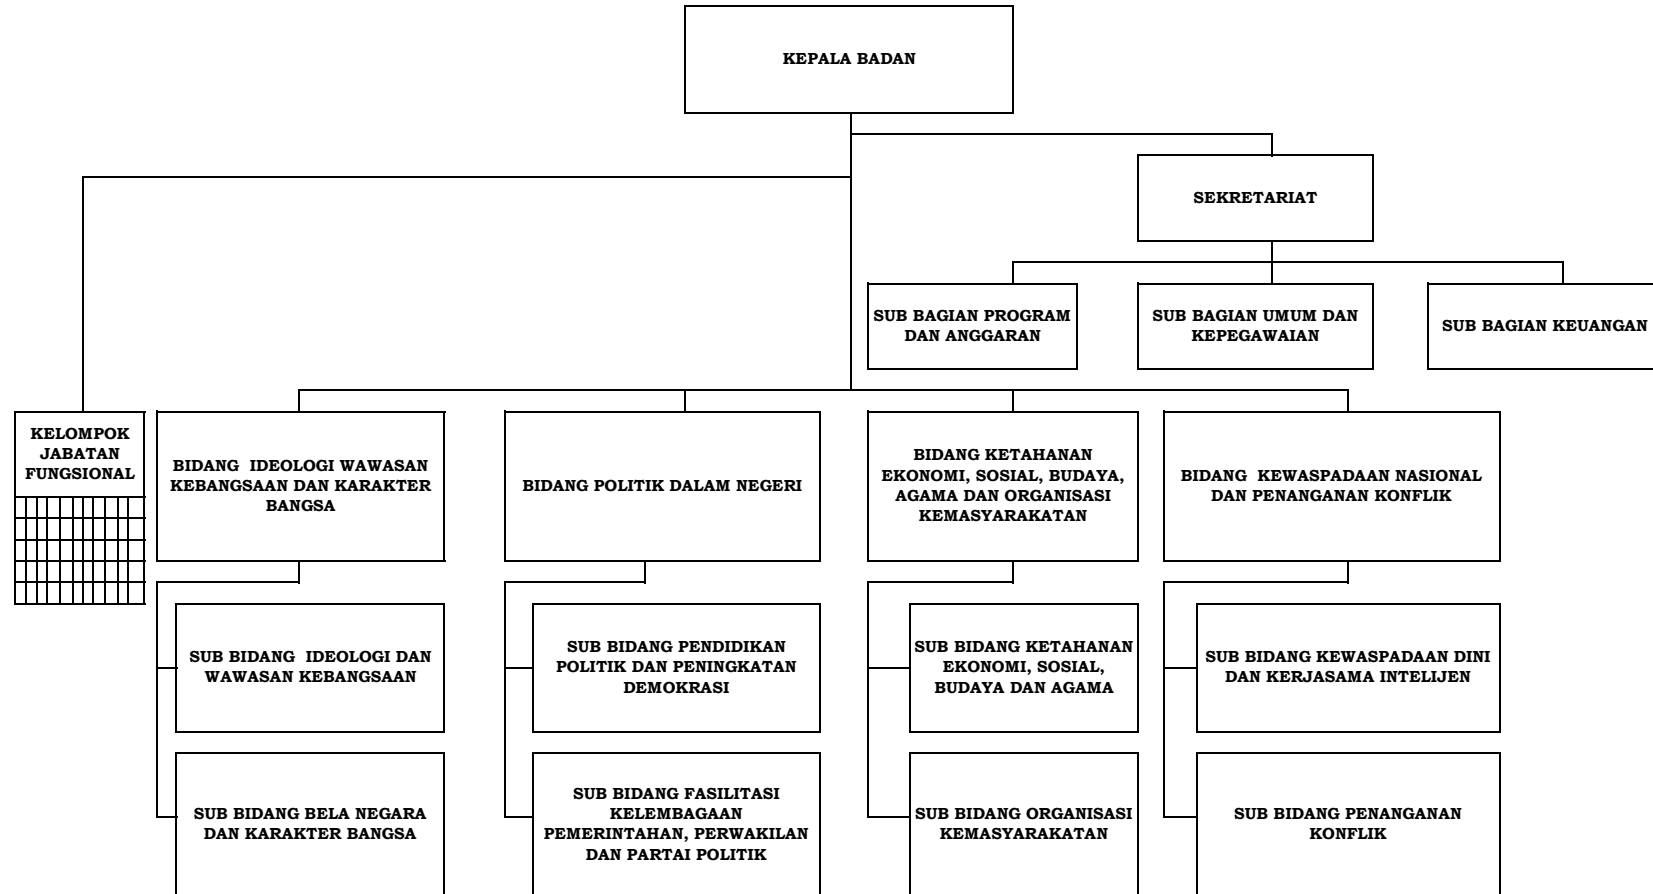 KEPALA BADAN
SEKRETARIAT
SUB BAGIAN PROGRAM
DAN ANGGARAN
SUB BAGIAN UMUM DAN
KEPEGAWAIAN
SUB BAGIAN KEUANGAN
KELOMPOK
JABATAN
FUNGSIONAL
BIDANG IDEOLOGI WAWASAN
KEBANGSAAN DAN KARAKTER
BANGSA
BIDANG POLITIK DALAM NEGERI
BIDANG KETAHANAN
EKONOMI, SOSIAL, BUDAYA,
AGAMA DAN ORGANISASI
KEMASYARAKATAN
BIDANG KEWASPADAAN NASIONAL
DAN PENANGANAN KONFLIK
SUB BIDANG IDEOLOGI DAN
WAWASAN KEBANGSAAN
SUB BIDANG PENDIDIKAN
POLITIK DAN PENINGKATAN
DEMOKRASI
SUB BIDANG KETAHANAN
EKONOMI, SOSIAL,
BUDAYA DAN AGAMA
SUB BIDANG KEWASPADAAN DINI
DAN KERJASAMA INTELIJEN
SUB BIDANG BELA NEGARA
DAN KARAKTER BANGSA
SUB BIDANG FASILITASI
KELEMBAGAAN
PEMERINTAHAN, PERWAKILAN
DAN PARTAI POLITIK
SUB BIDANG ORGANISASI
KEMASYARAKATAN
SUB BIDANG PENANGANAN
KONFLIK